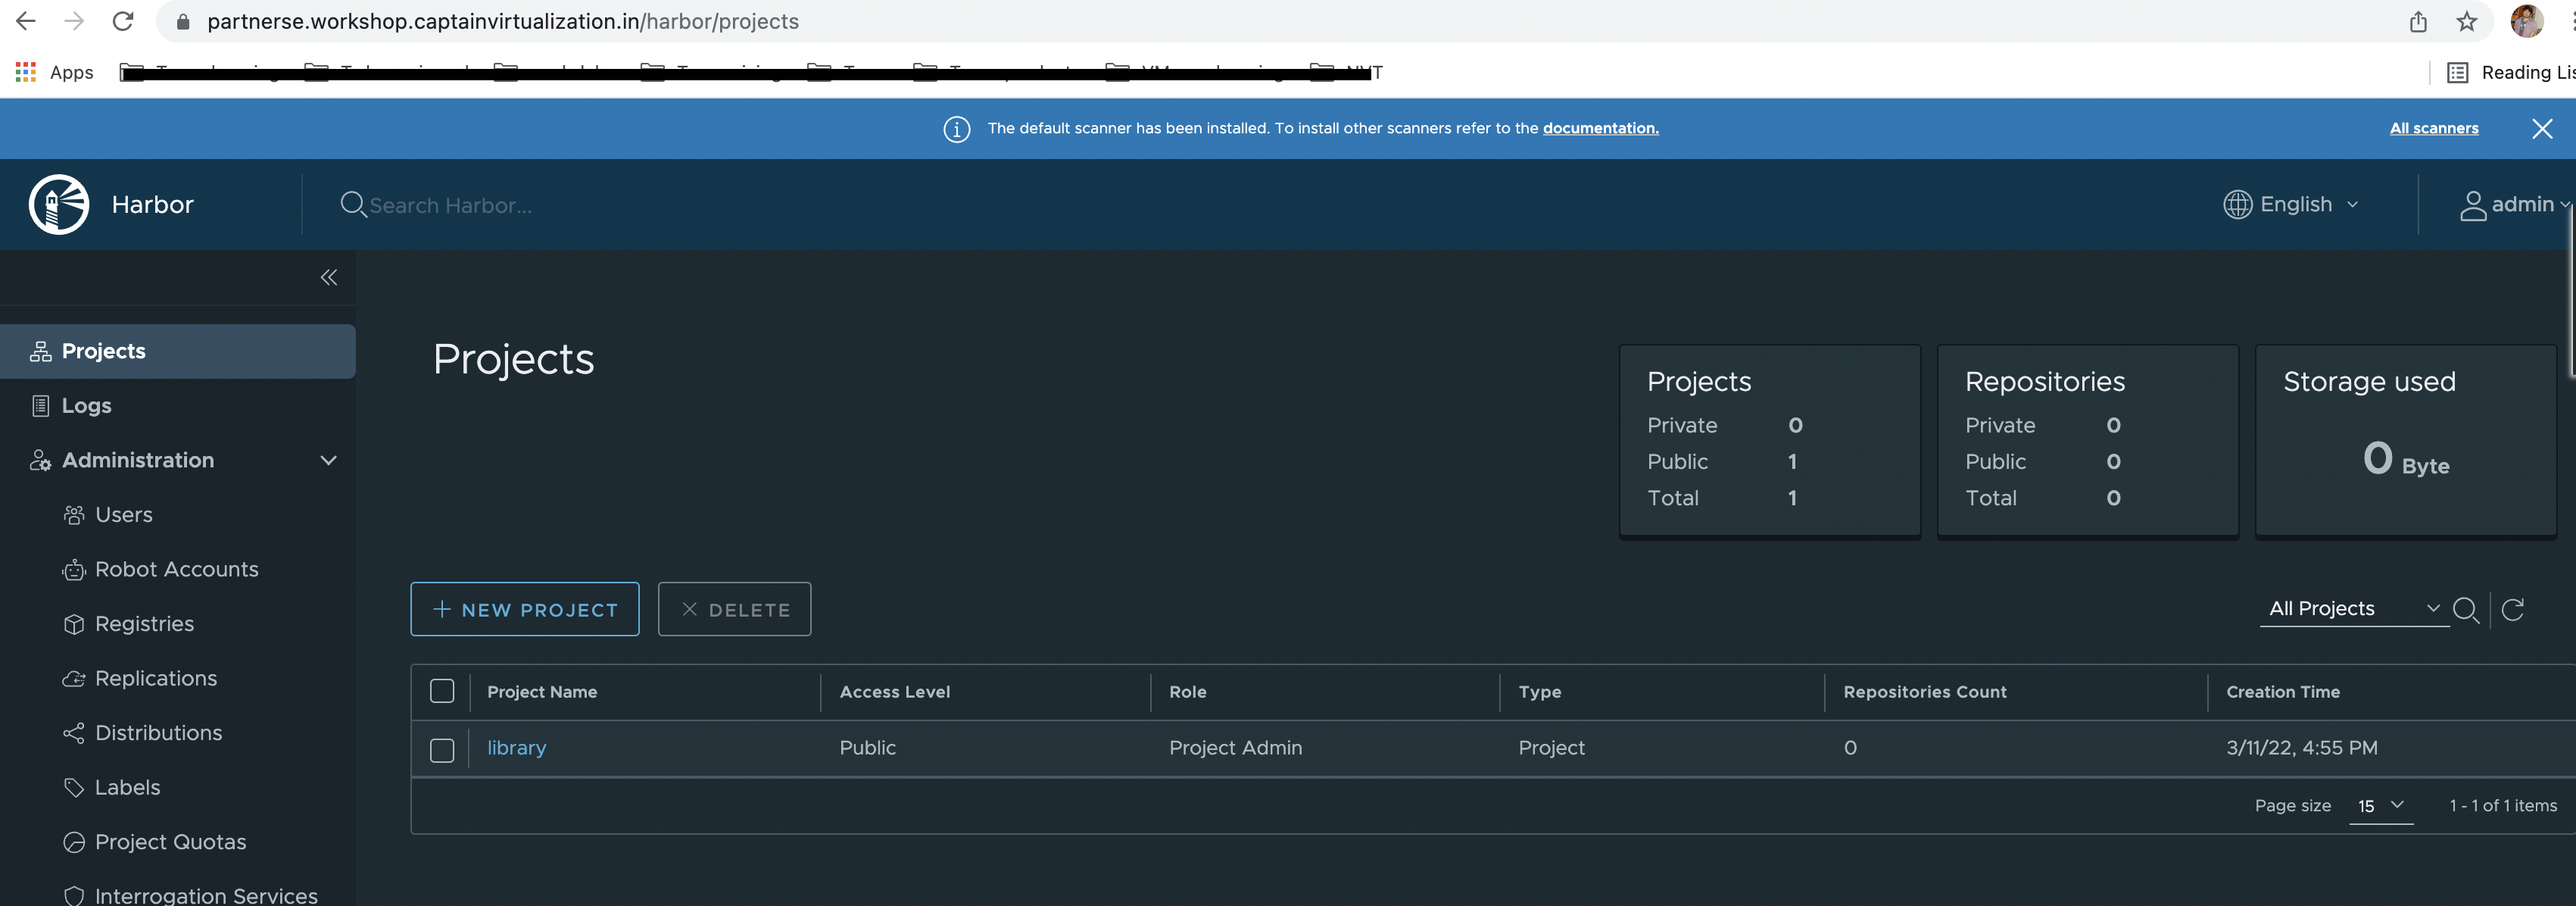 partnerse.workshop.captainvirtualization.in/harbor/projects
Apps
Reading Lis
The default scanner has been installed. To install other scanners refer to the documentation.
All scanners
Harbor
Search Harbor...
English
admin
Projects
Logs
Administration
Users
Robot Accounts
Registries
Replications
Distributions
Labels
Project Quotas
Interrogation Services
Projects
Projects
Private 0
Public 1
Total 1
Repositories
Private 0
Public 0
Total 0
Storage used
0 Byte
NEW PROJECT
DELETE
All Projects
Project Name Access Level Role Type Repositories Count Creation Time
library Public Project Admin Project 0 3/11/22, 4:55 PM
Page size 15 1 - 1 of 1 items